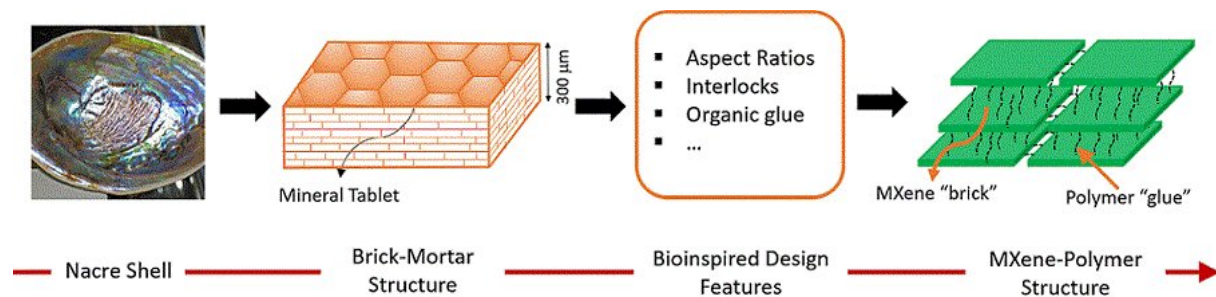 300 µm
Mineral Tablet
▪ Aspect Ratios
▪ Interlocks
▪ Organic glue
▪ ...
MXene “brick”
Polymer “glue”
Nacre Shell
Brick-Mortar
Structure
Bioinspired Design
Features
MXene-Polymer
Structure